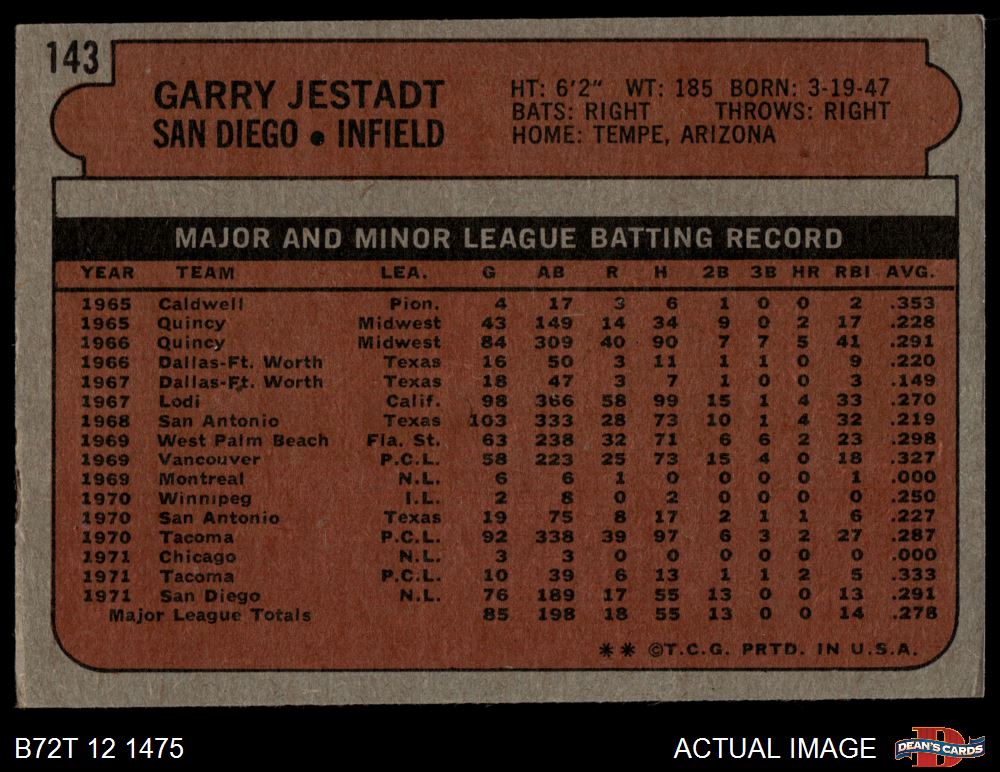 143
GARRY JESTADT
SAN DIEGO • INFIELD
HT: 6'2" WT: 185 BORN: 3-19-47
BATS: RIGHT THROWS: RIGHT
HOME: TEMPE, ARIZONA
MAJOR AND MINOR LEAGUE BATTING RECORD
YEAR TEAM LEA. G AB R H 2B 3B HR RBI AVG.
1965 Caldwell Pion. 4 17 3 6 1 0 0 2 .353
1965 Quincy Midwest 43 149 14 34 9 0 2 17 .228
1966 Quincy Midwest 84 309 40 90 7 7 5 41 .291
1966 Dallas-Ft. Worth Texas 16 50 3 11 1 1 0 9 .220
1967 Dallas-Ft. Worth Texas 18 47 3 7 1 0 0 3 .149
1967 Lodi Calif. 98 366 58 99 15 1 4 33 .270
1968 San Antonio Texas 103 333 28 73 10 1 4 32 .219
1969 West Palm Beach Fla. St. 63 238 32 71 6 6 2 23 .298
1969 Vancouver P.C.L. 58 223 25 73 15 4 0 18 .327
1969 Montreal N.L. 6 6 1 0 0 0 0 1 .000
1970 Winnipeg I.L. 2 8 0 2 0 0 0 0 .250
1970 San Antonio Texas 19 75 8 17 2 1 1 6 .227
1970 Tacoma P.C.L. 92 338 39 97 6 3 2 27 .287
1971 Chicago N.L. 3 3 0 0 0 0 0 0 .000
1971 Tacoma P.C.L. 10 39 6 13 1 1 2 5 .333
1971 San Diego N.L. 76 189 17 55 13 0 0 13 .291
Major League Totals 85 198 18 55 13 0 0 14 .278
** ©T.C.G. PRTD. IN U.S.A.
B72T 12 1475
ACTUAL IMAGE
DEAN'S CARDS